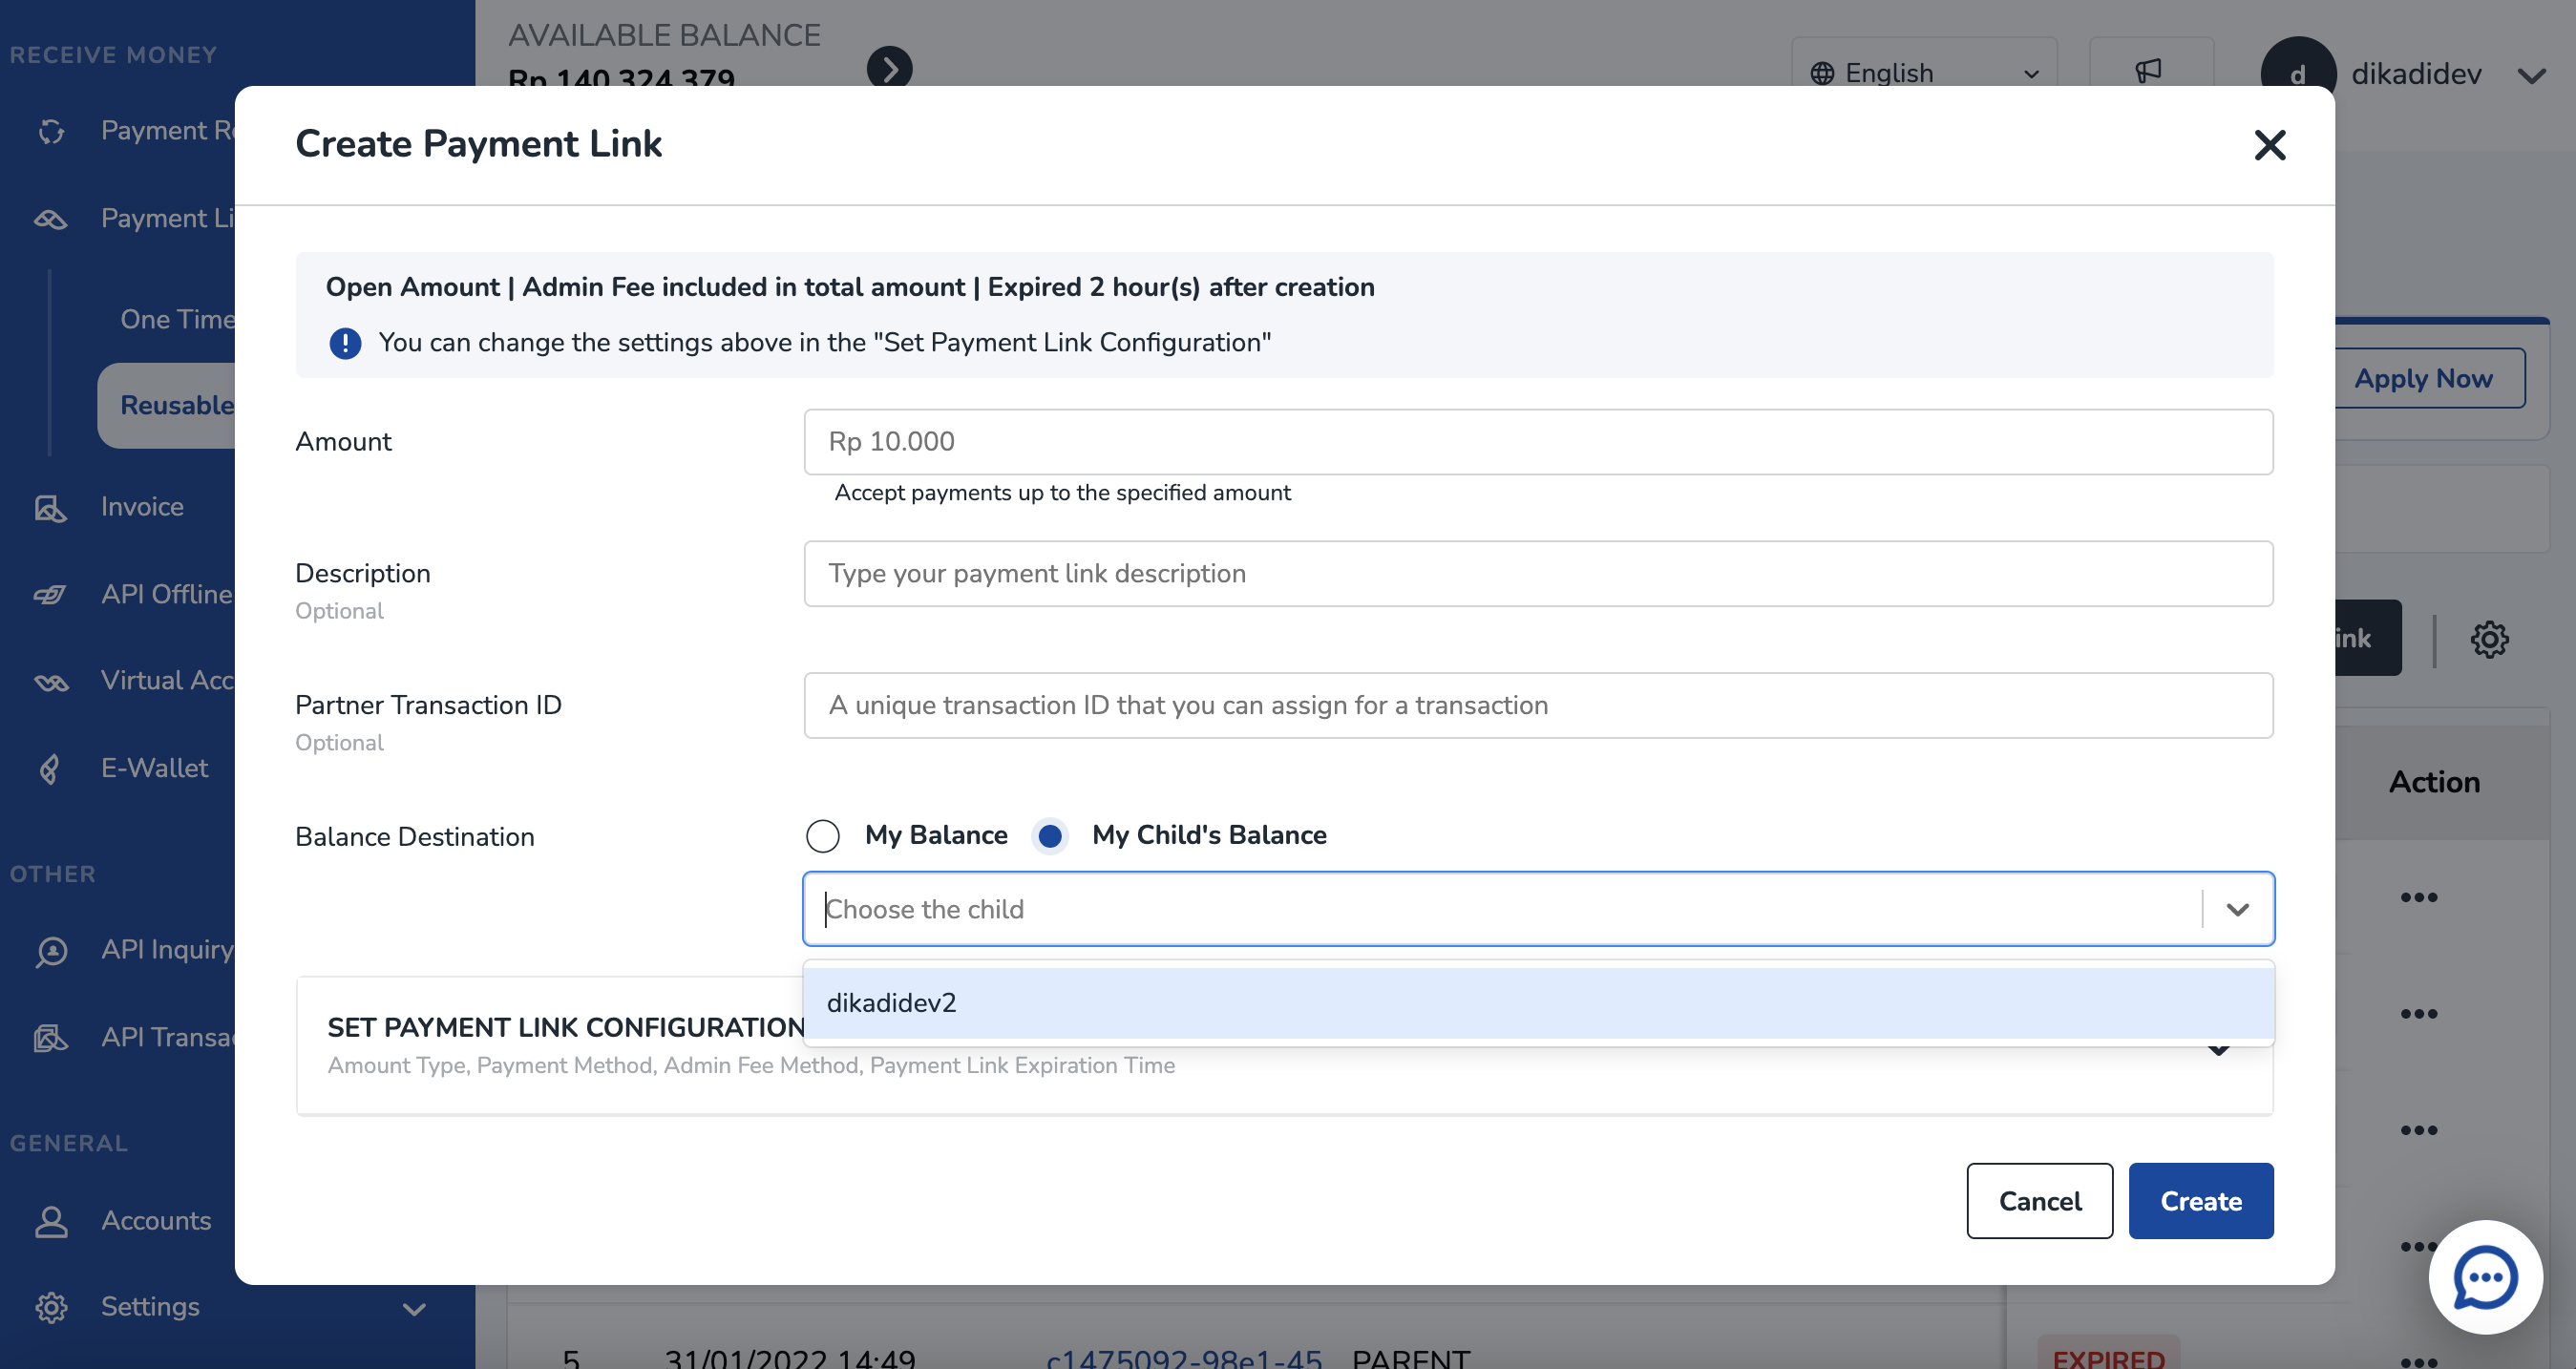 RECEIVE MONEY
AVAILABLE BALANCE
Rp 140.324.379
English
d
dikadidev
Payment
Create Payment Link
Payment
Open Amount | Admin Fee included in total amount | Expired 2 hour(s) after creation
One Time
You can change the settings above in the "Set Payment Link Configuration"
Apply Now
Reusable
Amount
Rp 10.000
Accept payments up to the specified amount
Invoice
Description
Type your payment link description
API Offline
Optional
Virtual Acc
Partner Transaction ID
A unique transaction ID that you can assign for a transaction
Optional
E-Wallet
Action
Balance Destination
My Balance
My Child's Balance
OTHER
Choose the child
API Inquiry
dikadidev2
SET PAYMENT LINK CONFIGURATION
API Transac
Amount Type, Payment Method, Admin Fee Method, Payment Link Expiration Time
GENERAL
Cancel
Create
Accounts
Settings
5
31/01/2022 14:49
c1475092-98e1-45
PARENT
EXPIRED